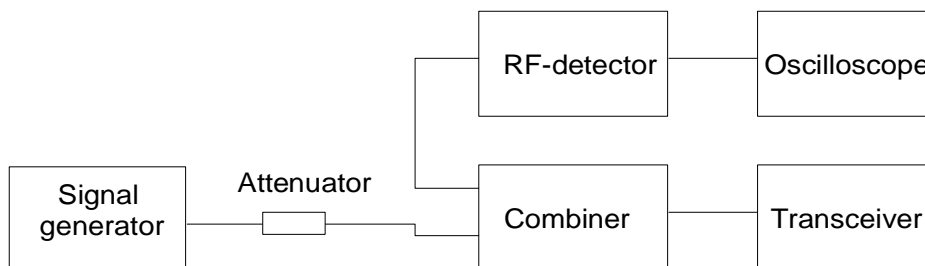 RF-detector
Oscilloscope
Attenuator
Signal
generator
Combiner
Transceiver